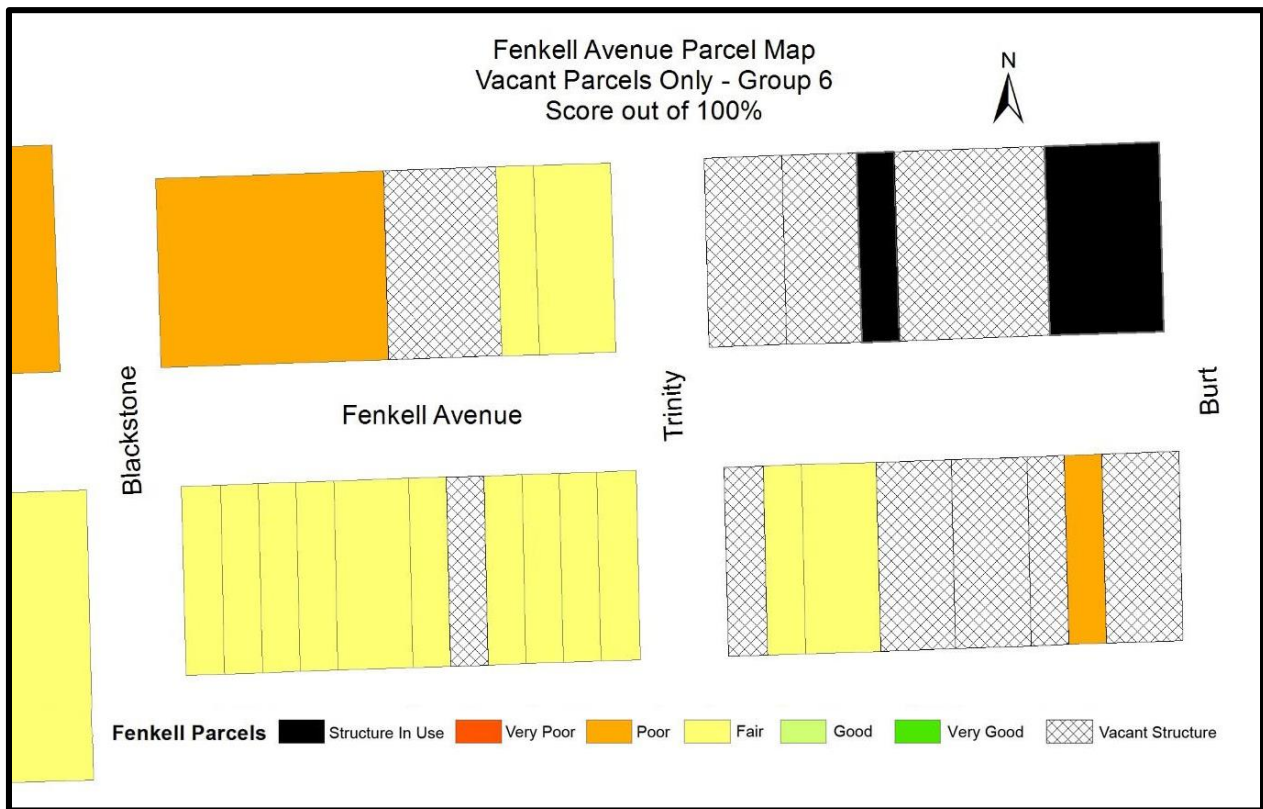 Fenkell Avenue Parcel Map
Vacant Parcels Only - Group 6
Score out of 100%
N
Blackstone
Fenkell Avenue
Trinity
Burt
Fenkell Parcels Structure In Use Very Poor Poor Fair Good Very Good Vacant Structure